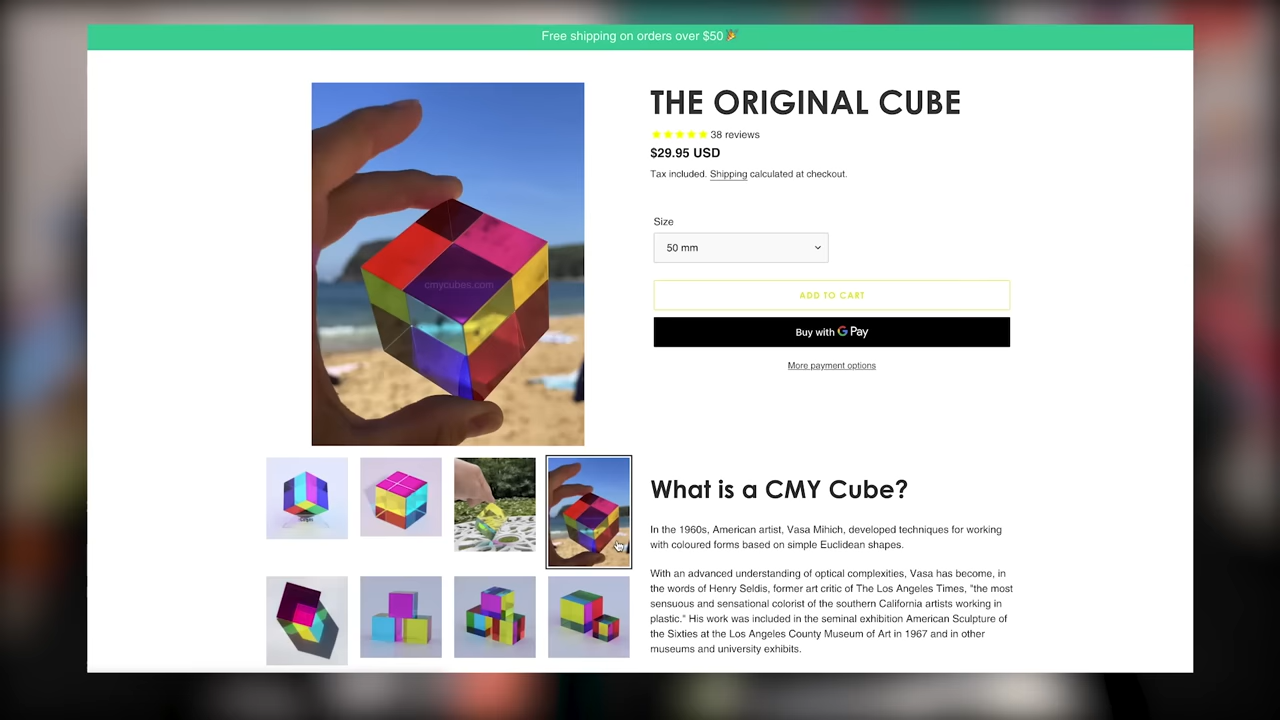 Free shipping on orders over $50 🎉
THE ORIGINAL CUBE
38 reviews
$29.95 USD
Tax included. Shipping calculated at checkout.
Size
50 mm
cmycubes.com
ADD TO CART
Buy with G Pay
More payment options
What is a CMY Cube?
In the 1960s, American artist, Vasa Mihich, developed techniques for working
with coloured forms based on simple Euclidean shapes.
With an advanced understanding of optical complexities, Vasa has become, in
the words of Henry Seldis, former art critic of The Los Angeles Times, "the most
sensuous and sensational colorist of the southern California artists working in
plastic." His work was included in the seminal exhibition American Sculpture of
the Sixties at the Los Angeles County Museum of Art in 1967 and in other
museums and university exhibits.